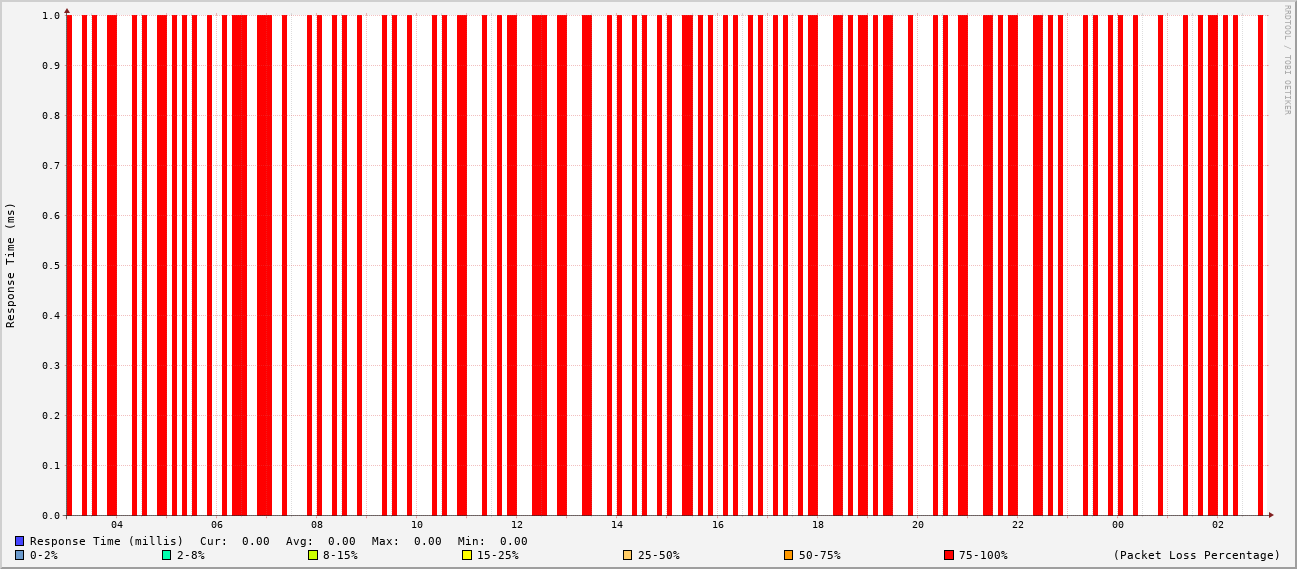 RRDTOOL / TOBI OETIKER
Response Time (ms)
1.0
0.9
0.8
0.7
0.6
0.5
0.4
0.3
0.2
0.1
0.0
04 06 08 10 12 14 16 18 20 22 00 02
Response Time (millis) Cur: 0.00 Avg: 0.00 Max: 0.00 Min: 0.00
0-2% 2-8% 8-15% 15-25% 25-50% 50-75% 75-100% (Packet Loss Percentage)